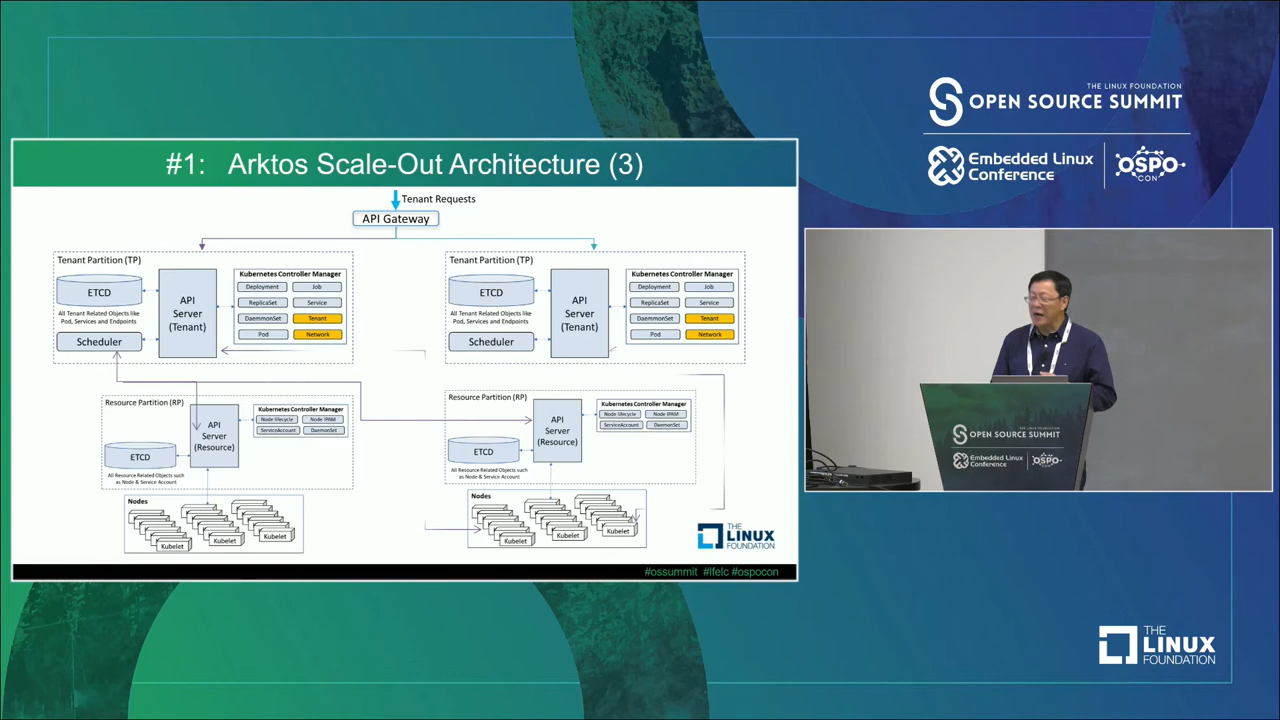 THE LINUX FOUNDATION
OPEN SOURCE SUMMIT
Embedded Linux
Conference
OSPO
CON
#1: Arktos Scale-Out Architecture (3)
Tenant Requests
API Gateway
Tenant Partition (TP)
ETCD
All Tenant Related Objects like
Pod, Services and Endpoints
Scheduler
API
Server
(Tenant)
Kubernetes Controller Manager
Deployment
Job
ReplicaSet
Service
DaemmonSet
Tenant
Pod
Network
Tenant Partition (TP)
ETCD
All Tenant Related Objects like
Pod, Services and Endpoints
Scheduler
API
Server
(Tenant)
Kubernetes Controller Manager
Deployment
Job
ReplicaSet
Service
DaemmonSet
Tenant
Pod
Network
Resource Partition (RP)
ETCD
All Resource Related Objects such
as Node & Service Account
API
Server
(Resource)
Kubernetes Controller Manager
Node lifecycle
Node IPAM
ServiceAccount
DaemonSet
Nodes
Kubelet
Kubelet
Kubelet
Resource Partition (RP)
ETCD
All Resource Related Objects such
as Node & Service Account
API
Server
(Resource)
Kubernetes Controller Manager
Node lifecycle
Node IPAM
ServiceAccount
DaemonSet
Nodes
Kubelet
Kubelet
Kubelet
THE
LINUX
FOUNDATION
#ossummit #lfelc #ospocon
OPEN SOURCE SUMMIT
Embedded Linux
Conference
OSPO
THE
LINUX
FOUNDATION